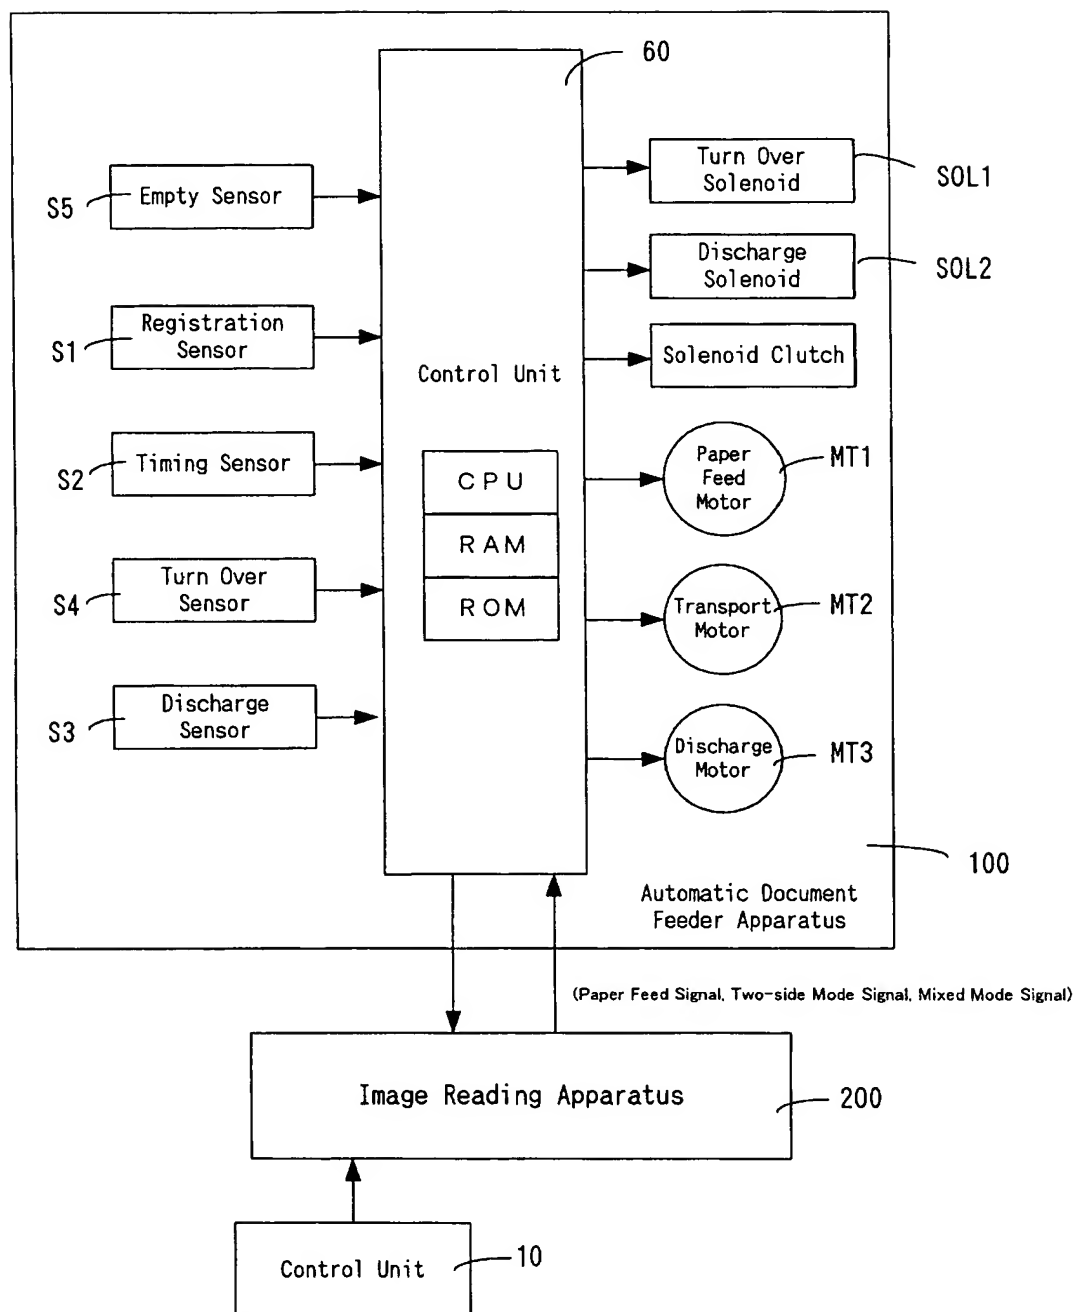 60
S5
Empty Sensor
Turn Over
Solenoid
SOL1
Discharge
Solenoid
SOL2
S1
Registration
Sensor
Solenoid Clutch
Control Unit
S2
Timing Sensor
Paper
Feed
Motor
MT1
CPU
RAM
ROM
S4
Turn Over
Sensor
Transport
Motor
MT2
S3
Discharge
Sensor
Discharge
Motor
MT3
100
Automatic Document
Feeder Apparatus
(Paper Feed Signal, Two-side Mode Signal, Mixed Mode Signal)
Image Reading Apparatus
200
Control Unit
10